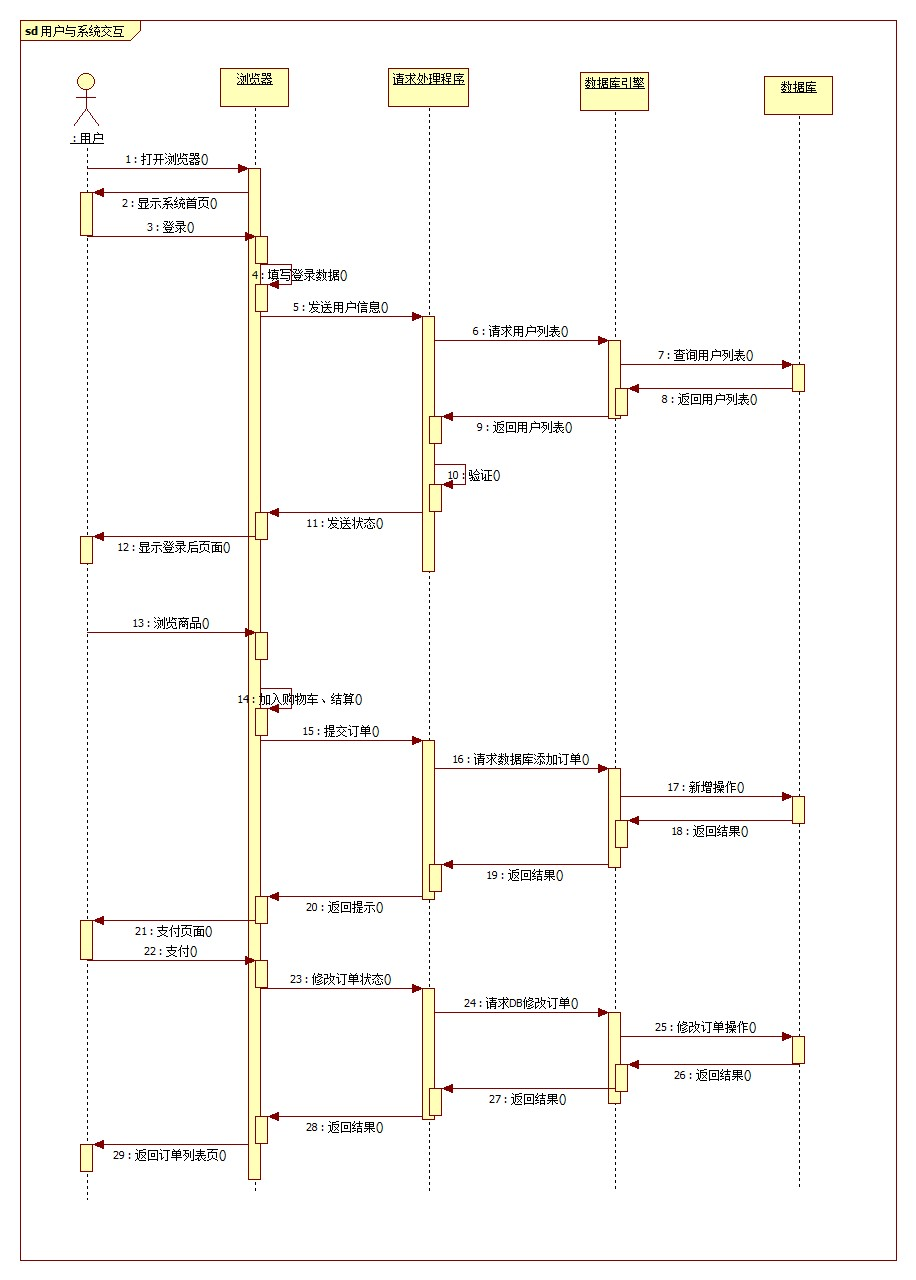 sd 用户与系统交互
浏览器
请求处理程序
数据库引擎
数据库
: 用户
1 : 打开浏览器()
2 : 显示系统首页()
3 : 登录()
4 : 填写登录数据()
5 : 发送用户信息()
6 : 请求用户列表()
7 : 查询用户列表()
8 : 返回用户列表()
9 : 返回用户列表()
10 : 验证()
11 : 发送状态()
12 : 显示登录后页面()
13 : 浏览商品()
14 : 加入购物车、结算()
15 : 提交订单()
16 : 请求数据库添加订单()
17 : 新增操作()
18 : 返回结果()
19 : 返回结果()
20 : 返回提示()
21 : 支付页面()
22 : 支付()
23 : 修改订单状态()
24 : 请求DB修改订单()
25 : 修改订单操作()
26 : 返回结果()
27 : 返回结果()
28 : 返回结果()
29 : 返回订单列表页()